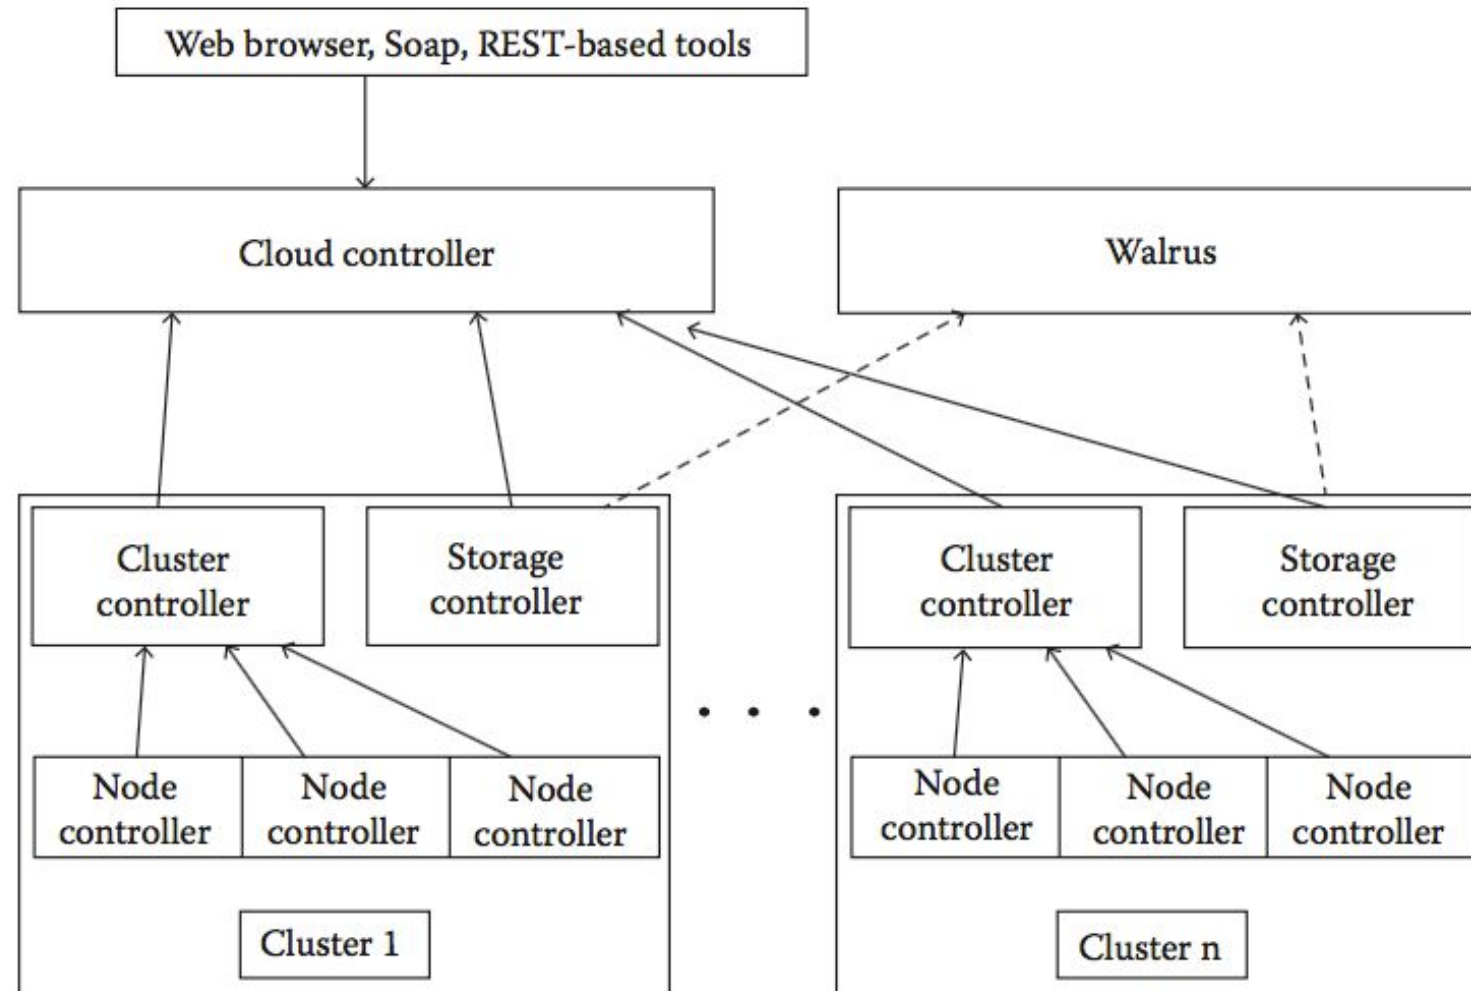 Web browser, Soap, REST-based tools
Cloud controller
Walrus
Cluster
controller
Storage
controller
Cluster
controller
Storage
controller
Node
controller
Node
controller
Node
controller
Node
controller
Node
controller
Node
controller
Cluster 1
Cluster n